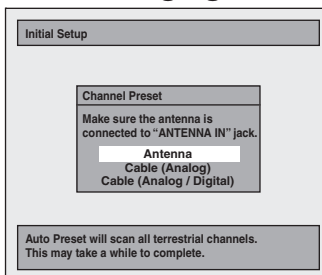 Initial Setup
Channel Preset
Make sure the antenna is
connected to “ANTENNA IN” jack.
Antenna
Cable (Analog)
Cable (Analog / Digital)
Auto Preset will scan all terrestrial channels.
This may take a while to complete.